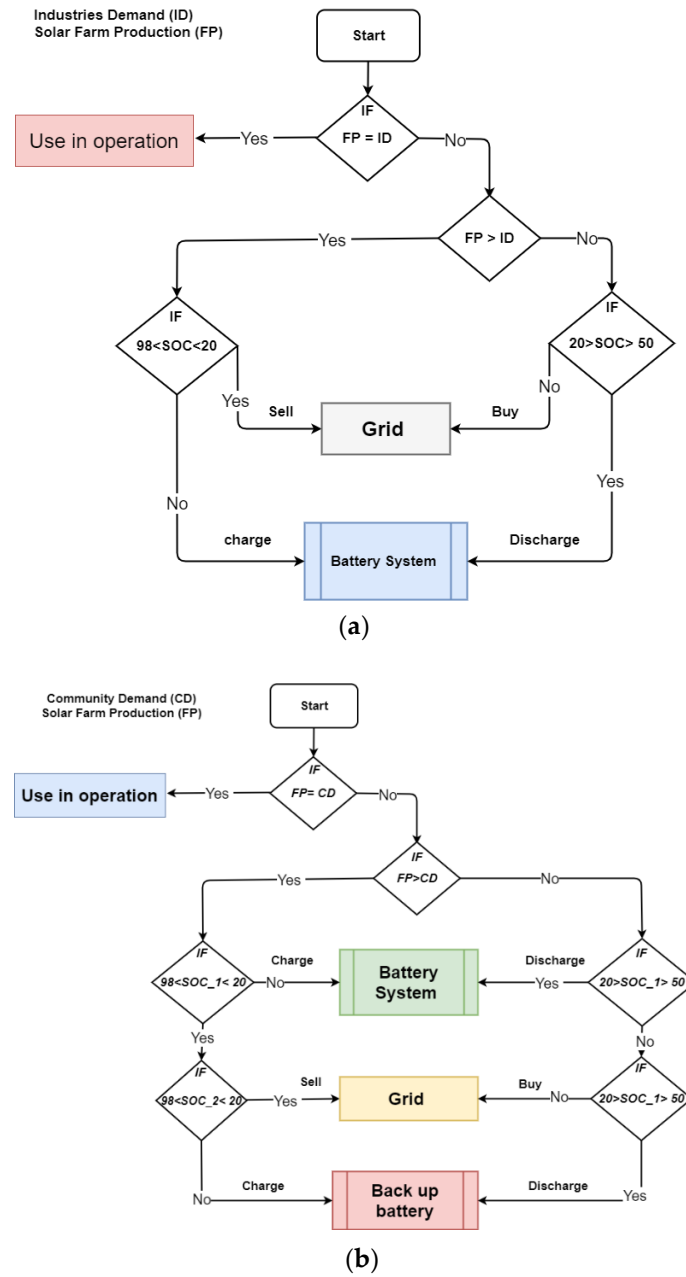 Industries Demand (ID)
Solar Farm Production (FP)
Start
IF
FP = ID
Use in operation
Yes
No
FP > ID
Yes
No
IF
98<SOC<20
IF
20>SOC> 50
Yes
Sell
Grid
Buy
No
No
Yes
charge
Battery System
Discharge
(a)
Community Demand (CD)
Solar Farm Production (FP)
Start
IF
FP= CD
Use in operation
Yes
No
IF
FP>CD
Yes
No
IF
98<SOC_1< 20
No
Charge
Battery
System
Discharge
Yes
IF
20>SOC_1> 50
Yes
No
IF
98<SOC_2< 20
Yes
Sell
Grid
Buy
No
IF
20>SOC_1> 50
No
Charge
Back up
battery
Discharge
Yes
(b)